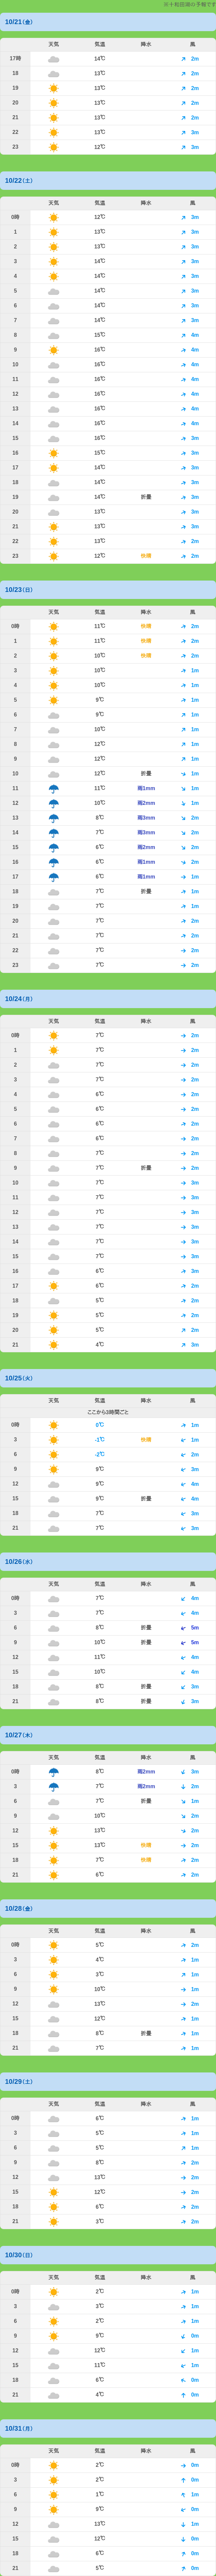 ※十和田湖の予報です
10/21(金)
天気 気温 降水 風
17時 14℃ 2m
18 13℃ 2m
19 13℃ 2m
20 13℃ 2m
21 13℃ 2m
22 13℃ 3m
23 12℃ 3m
10/22(土)
天気 気温 降水 風
0時 12℃ 3m
1 13℃ 3m
2 13℃ 3m
3 14℃ 3m
4 14℃ 3m
5 14℃ 3m
6 14℃ 3m
7 14℃ 3m
8 15℃ 4m
9 16℃ 4m
10 16℃ 4m
11 16℃ 4m
12 16℃ 4m
13 16℃ 4m
14 16℃ 4m
15 16℃ 3m
16 15℃ 3m
17 14℃ 3m
18 14℃ 3m
19 14℃ 折畳 3m
20 13℃ 3m
21 13℃ 3m
22 13℃ 2m
23 12℃ 快晴 2m
10/23(日)
天気 気温 降水 風
0時 11℃ 快晴 2m
1 11℃ 快晴 2m
2 10℃ 快晴 2m
3 10℃ 1m
4 10℃ 1m
5 9℃ 1m
6 9℃ 1m
7 10℃ 1m
8 12℃ 1m
9 12℃ 1m
10 12℃ 折畳 1m
11 11℃ 雨1mm 1m
12 10℃ 雨2mm 1m
13 8℃ 雨3mm 2m
14 7℃ 雨3mm 2m
15 6℃ 雨2mm 2m
16 6℃ 雨1mm 2m
17 6℃ 雨1mm 1m
18 7℃ 折畳 1m
19 7℃ 1m
20 7℃ 2m
21 7℃ 2m
22 7℃ 2m
23 7℃ 2m
10/24(月)
天気 気温 降水 風
0時 7℃ 2m
1 7℃ 2m
2 7℃ 2m
3 7℃ 2m
4 6℃ 2m
5 6℃ 2m
6 6℃ 2m
7 6℃ 2m
8 7℃ 2m
9 7℃ 折畳 2m
10 7℃ 3m
11 7℃ 3m
12 7℃ 3m
13 7℃ 3m
14 7℃ 3m
15 7℃ 3m
16 6℃ 3m
17 6℃ 2m
18 5℃ 2m
19 5℃ 2m
20 5℃ 2m
21 4℃ 3m
10/25(火)
天気 気温 降水 風
ここから3時間ごと
0時 0℃ 1m
3 -1℃ 快晴 1m
6 -2℃ 2m
9 9℃ 3m
12 9℃ 4m
15 9℃ 折畳 4m
18 7℃ 3m
21 7℃ 3m
10/26(水)
天気 気温 降水 風
0時 7℃ 4m
3 7℃ 4m
6 8℃ 折畳 5m
9 10℃ 折畳 5m
12 11℃ 4m
15 10℃ 4m
18 8℃ 折畳 3m
21 8℃ 折畳 3m
10/27(木)
天気 気温 降水 風
0時 8℃ 雨2mm 3m
3 7℃ 雨2mm 2m
6 7℃ 折畳 1m
9 10℃ 2m
12 13℃ 2m
15 13℃ 快晴 2m
18 7℃ 快晴 2m
21 6℃ 2m
10/28(金)
天気 気温 降水 風
0時 5℃ 2m
3 4℃ 1m
6 3℃ 1m
9 10℃ 1m
12 13℃ 2m
15 12℃ 1m
18 8℃ 折畳 1m
21 7℃ 1m
10/29(土)
天気 気温 降水 風
0時 6℃ 1m
3 5℃ 1m
6 5℃ 1m
9 8℃ 2m
12 13℃ 2m
15 12℃ 2m
18 6℃ 2m
21 3℃ 2m
10/30(日)
天気 気温 降水 風
0時 2℃ 1m
3 3℃ 1m
6 2℃ 1m
9 9℃ 0m
12 12℃ 1m
15 11℃ 1m
18 6℃ 0m
21 4℃ 0m
10/31(月)
天気 気温 降水 風
0時 2℃ 0m
3 2℃ 0m
6 1℃ 1m
9 9℃ 0m
12 13℃ 1m
15 12℃ 0m
18 6℃ 0m
21 5℃ 0m